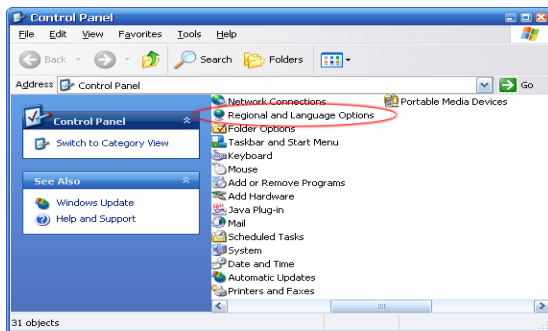 Control Panel
File Edit View Favorites Tools Help
Back Search Folders
Address Control Panel Go
Control Panel
Switch to Category View
See Also
Windows Update
Help and Support
Network Connections
Regional and Language Options
Folder Options
Taskbar and Start Menu
Keyboard
Mouse
Add or Remove Programs
Add Hardware
Java Plug-in
Mail
Scheduled Tasks
System
Date and Time
Automatic Updates
Printers and Faxes
Portable Media Devices
31 objects